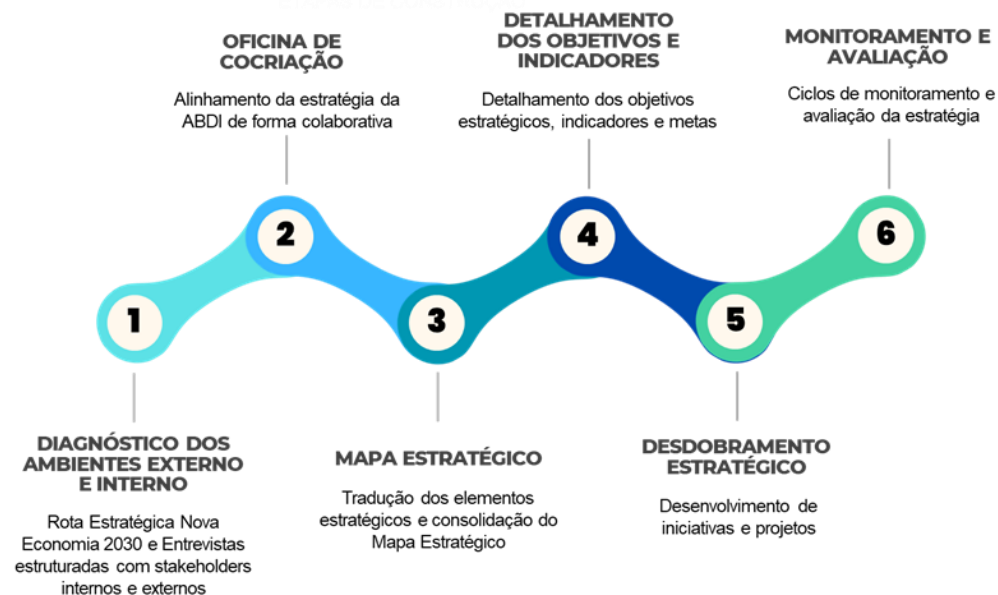 1
DIAGNÓSTICO DOS
AMBIENTES EXTERNO
E INTERNO
Rota Estratégica Nova
Economia 2030 e Entrevistas
estruturadas com stakeholders
internos e externos
OFICINA DE
COCRIAÇÃO
Alinhamento da estratégia da
ABDI de forma colaborativa
2
3
MAPA ESTRATÉGICO
Tradução dos elementos
estratégicos e consolidação do
Mapa Estratégico
DETALHAMENTO
DOS OBJETIVOS E
INDICADORES
Detalhamento dos objetivos
estratégicos, indicadores e metas
4
5
DESDOBRAMENTO
ESTRATÉGICO
Desenvolvimento de
iniciativas e projetos
MONITORAMENTO E
AVALIAÇÃO
Ciclos de monitoramento e
avaliação da estratégia
6